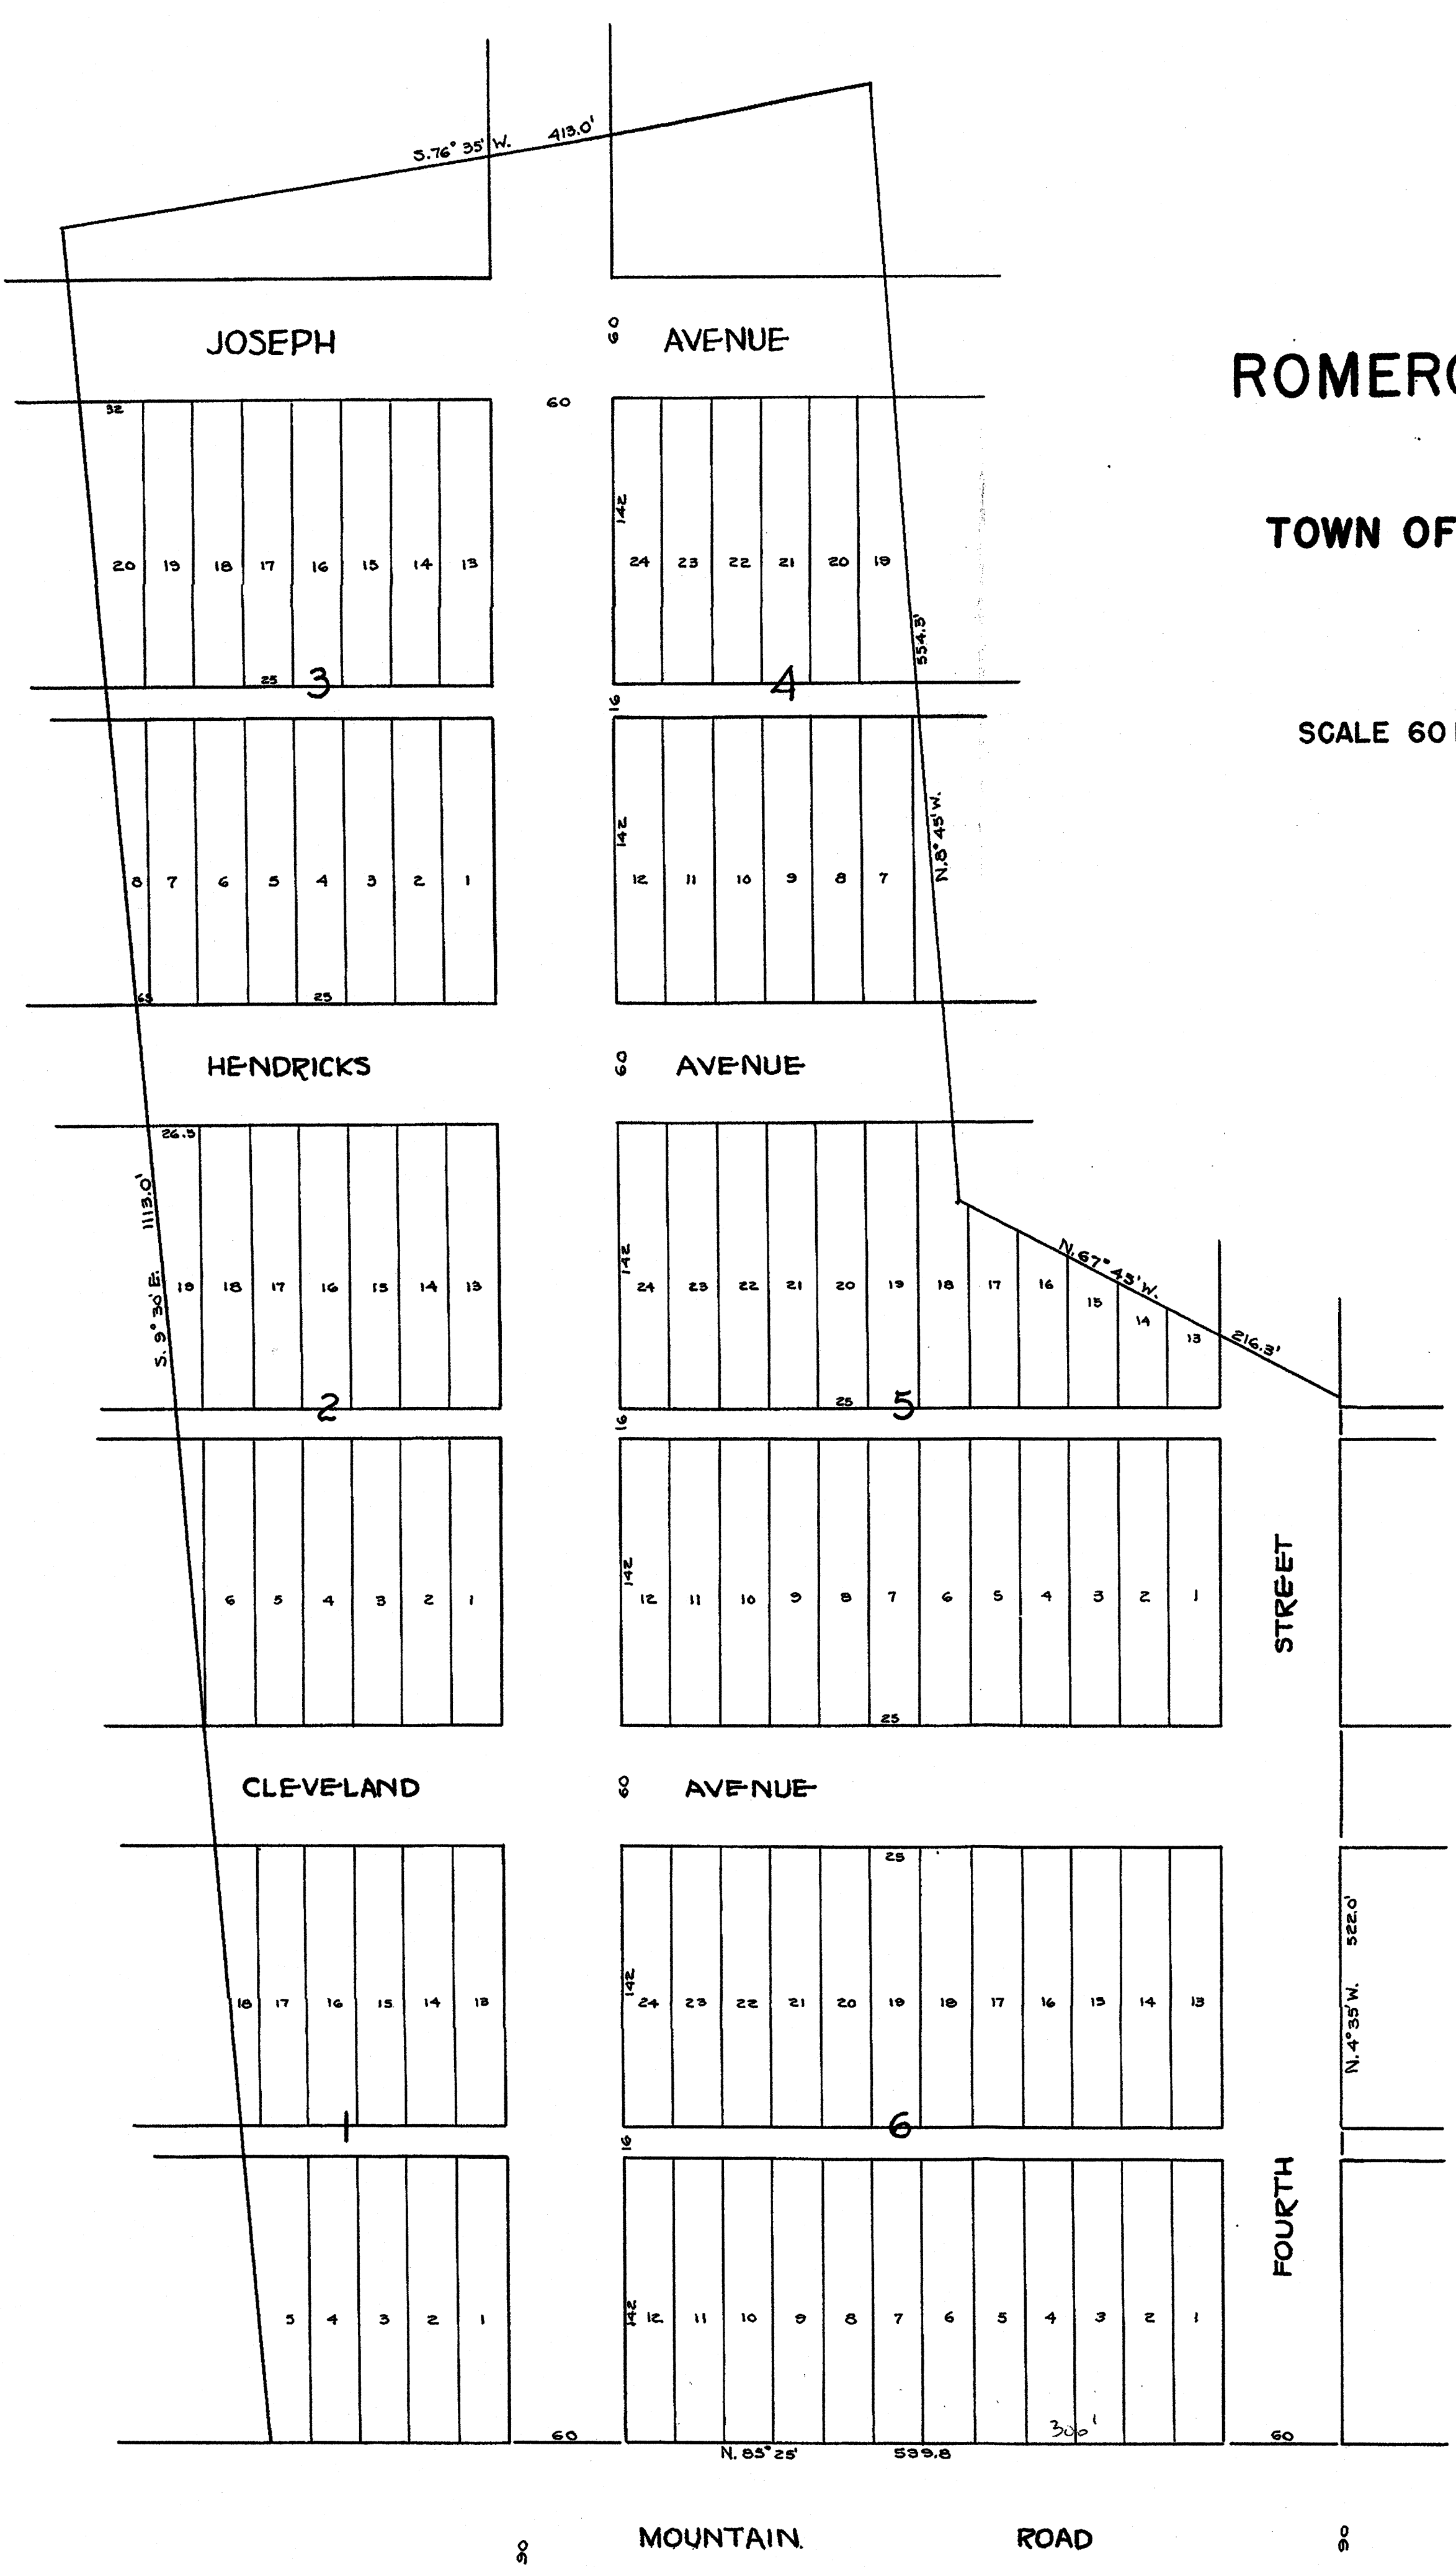 S. 76° 35' W. 413.0'
JOSEPH 60 AVENUE
ROMERO
32 60
142
TOWN OF
20 19 18 17 16 15 14 13 24 23 22 21 20 19
554.3'
25 3 4
16
SCALE 60
142
N. 8° 45' W.
8 7 6 5 4 3 2 1 12 11 10 9 8 7
65 25
HENDRICKS 60 AVENUE
26.5
1113.0'
142
N. 67° 45' W.
19 18 17 16 15 14 13 24 23 22 21 20 19 18 17 16 15 14 13
216.3'
S. 9° 30' E.
2 25 5
16
142
6 5 4 3 2 1 12 11 10 9 8 7 6 5 4 3 2 1
STREET
25
CLEVELAND 60 AVENUE
25
522.0'
142
18 17 16 15 14 13 24 23 22 21 20 19 18 17 16 15 14 13
N. 4° 35' W.
1 6
16
FOURTH
142
5 4 3 2 1 12 11 10 9 8 7 6 5 4 3 2 1
300'
60 60
N. 85° 25' 539.8
MOUNTAIN. ROAD
90 90